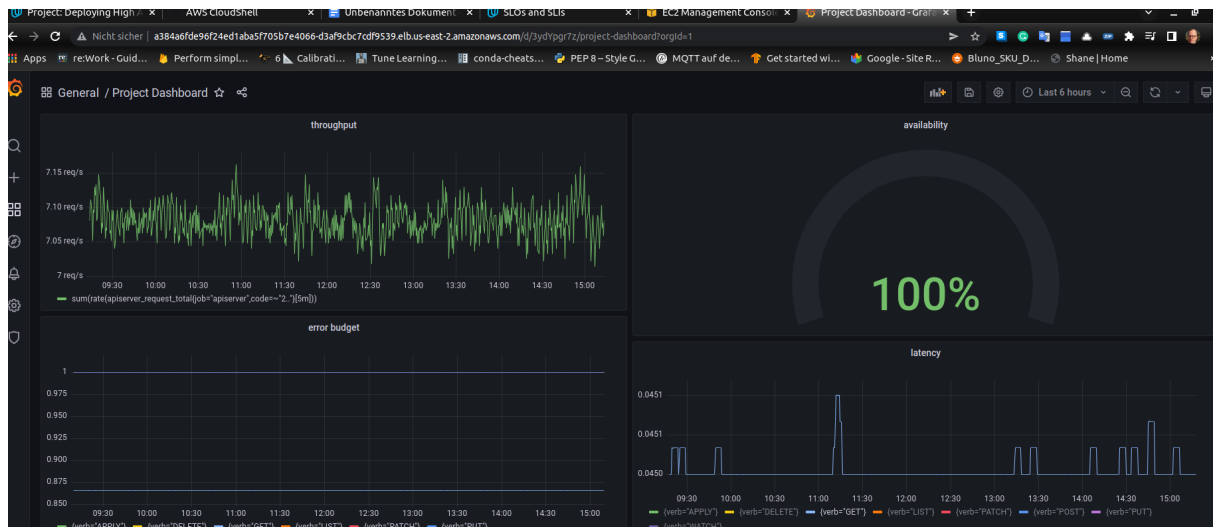 Project: Deploying High A
AWS CloudShell
Unbenanntes Dokument
SLOs and SLIs
EC2 Management Console
Project Dashboard - Grafa
Nicht sicher | a384a6fde96f24ed1aba5f705b7e4066-d3af9cbc7cdf9539.elb.us-east-2.amazonaws.com/d/3ydYpgr7z/project-dashboard?orgId=1
Apps
re:Work - Guid...
Perform simpl...
6
Calibrati...
Tune Learning...
conda-cheats...
PEP 8 – Style G...
MQTT auf de...
Get started wi...
Google - Site R...
Bluno_SKU_D...
Shane | Home
General / Project Dashboard
Last 6 hours
throughput
7.15 req/s
7.10 req/s
7.05 req/s
7 req/s
09:30 10:00 10:30 11:00 11:30 12:00 12:30 13:00 13:30 14:00 14:30 15:00
sum(rate(apiserver_request_total{job="apiserver",code=~"2.."}[5m]))
availability
100%
error budget
1
0.975
0.950
0.925
0.900
0.875
0.850
09:30 10:00 10:30 11:00 11:30 12:00 12:30 13:00 13:30 14:00 14:30 15:00
{verb="APPLY"} {verb="DELETE"} {verb="GET"} {verb="LIST"} {verb="PATCH"} {verb="PUT"}
latency
0.0451
0.0451
0.0450
09:30 10:00 10:30 11:00 11:30 12:00 12:30 13:00 13:30 14:00 14:30 15:00
{verb="APPLY"} {verb="DELETE"} {verb="GET"} {verb="LIST"} {verb="PATCH"} {verb="POST"} {verb="PUT"}
{verb="WATCH"}